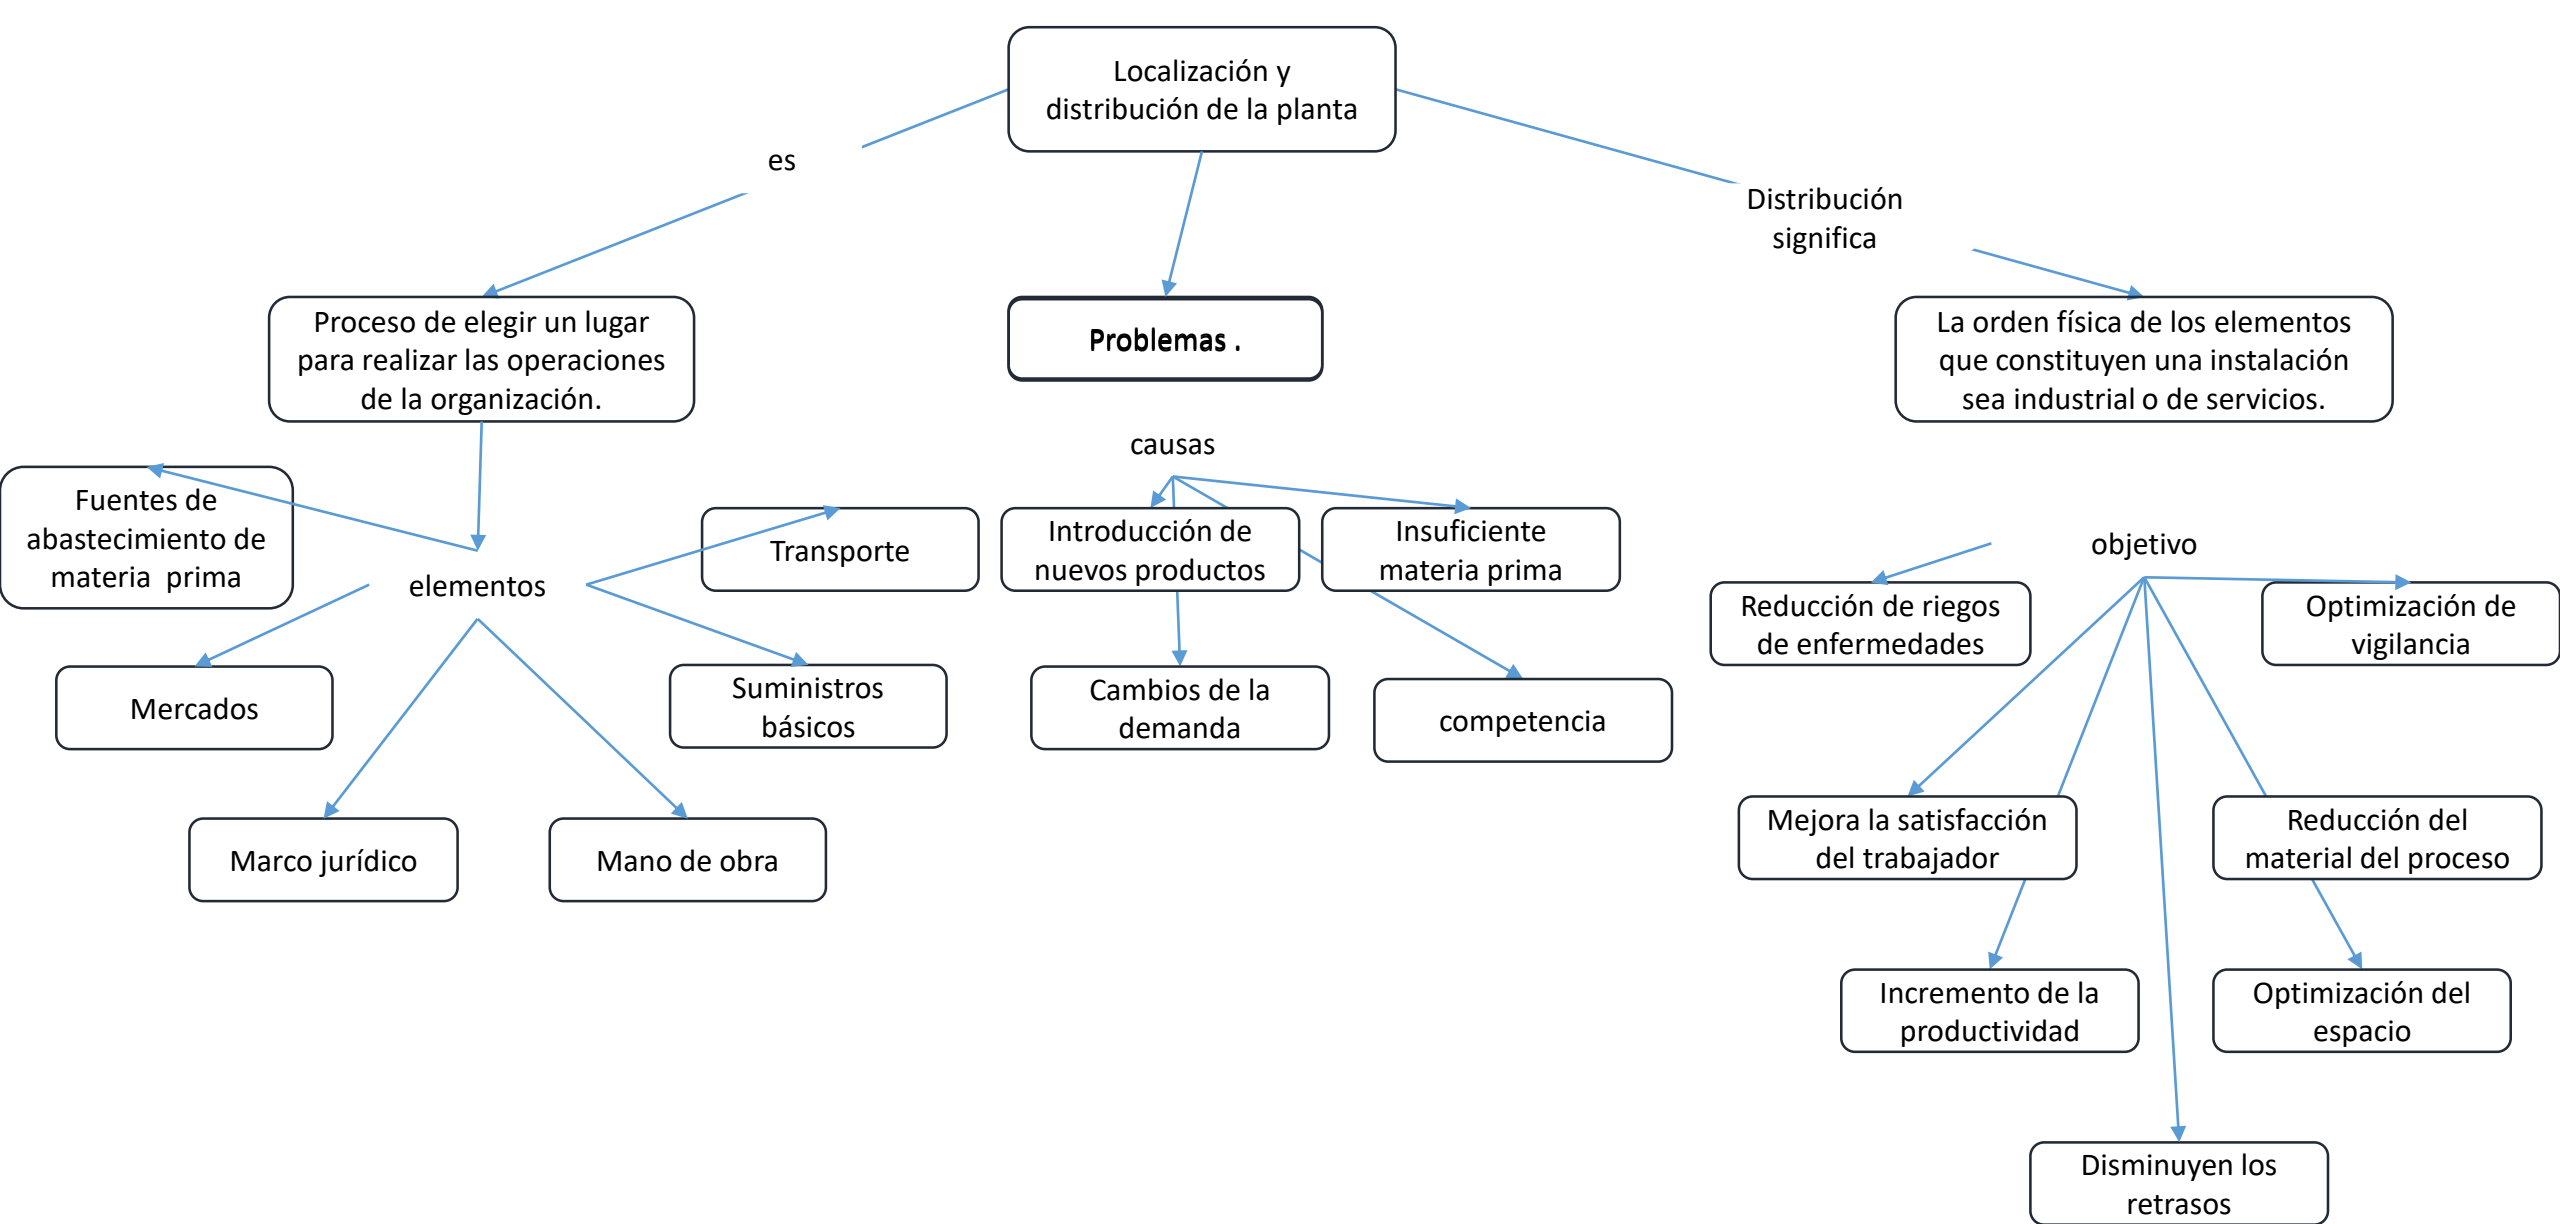 Localización y
distribución de la planta
es
Distribución
significa
Proceso de elegir un lugar
para realizar las operaciones
de la organización.
Problemas .
La orden física de los elementos
que constituyen una instalación
sea industrial o de servicios.
causas
Fuentes de
abastecimiento de
materia  prima
elementos
Transporte
Introducción de
nuevos productos
Insuficiente
materia prima
objetivo
Reducción de riegos
de enfermedades
Optimización de
vigilancia
Mercados
Suministros
básicos
Cambios de la
demanda
competencia
Marco jurídico
Mano de obra
Mejora la satisfacción
del trabajador
Reducción del
material del proceso
Incremento de la
productividad
Optimización del
espacio
Disminuyen los
retrasos